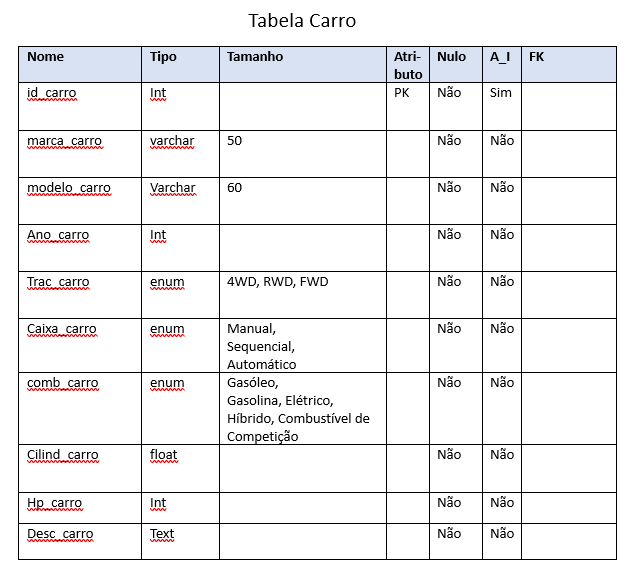 Tabela Carro
Nome Tipo Tamanho Atri-buto Nulo A_I FK
id_carro Int PK Não Sim
marca_carro varchar 50 Não Não
modelo_carro Varchar 60 Não Não
Ano_carro Int Não Não
Trac_carro enum 4WD, RWD, FWD Não Não
Caixa_carro enum Manual, Não Não
Sequencial,
Automático
comb_carro enum Gasóleo, Não Não
Gasolina, Elétrico,
Híbrido, Combustível de
Competição
Cilind_carro float Não Não
Hp_carro Int Não Não
Desc_carro Text Não Não